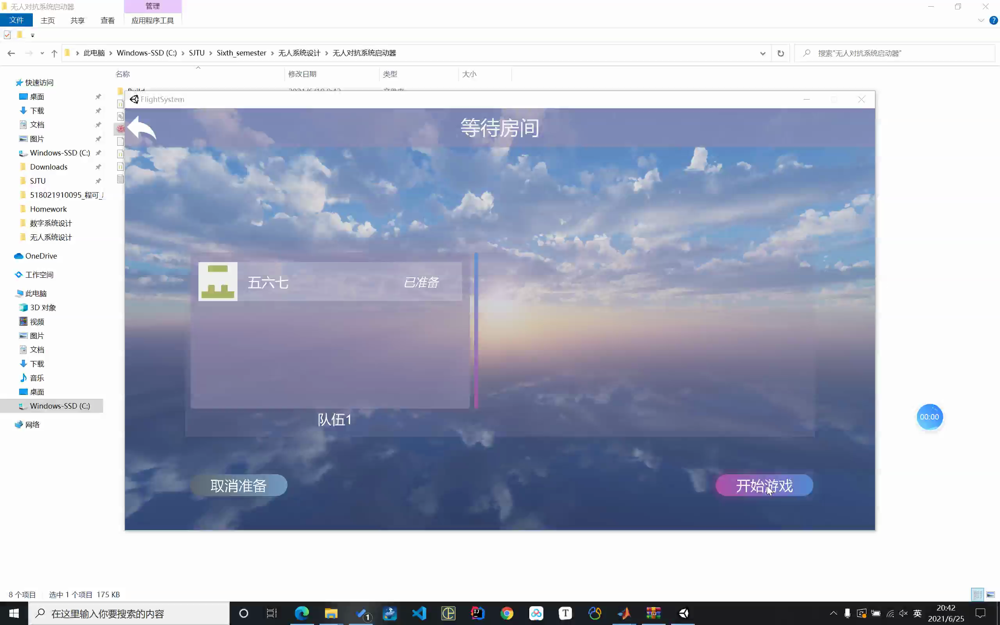 无人对抗系统启动器
管理
文件
主页
共享
查看
应用程序工具
此电脑 Windows-SSD (C:) SJTU Sixth_semester 无人系统设计 无人对抗系统启动器
搜索"无人对抗系统启动器"
名称
修改日期
类型
大小
快速访问
桌面
下载
文档
图片
Windows-SSD (C:)
Downloads
SJTU
518021910095_程可_
Homework
数字系统设计
无人系统设计
OneDrive
工作空间
此电脑
3D 对象
视频
图片
文档
下载
音乐
桌面
Windows-SSD (C:)
网络
FlightSystem
等待房间
五六七
已准备
队伍1
取消准备
开始游戏
00:00
8 个项目
选中 1 个项目 175 KB
在这里输入你要搜索的内容
1
英
20:42
2021/6/25